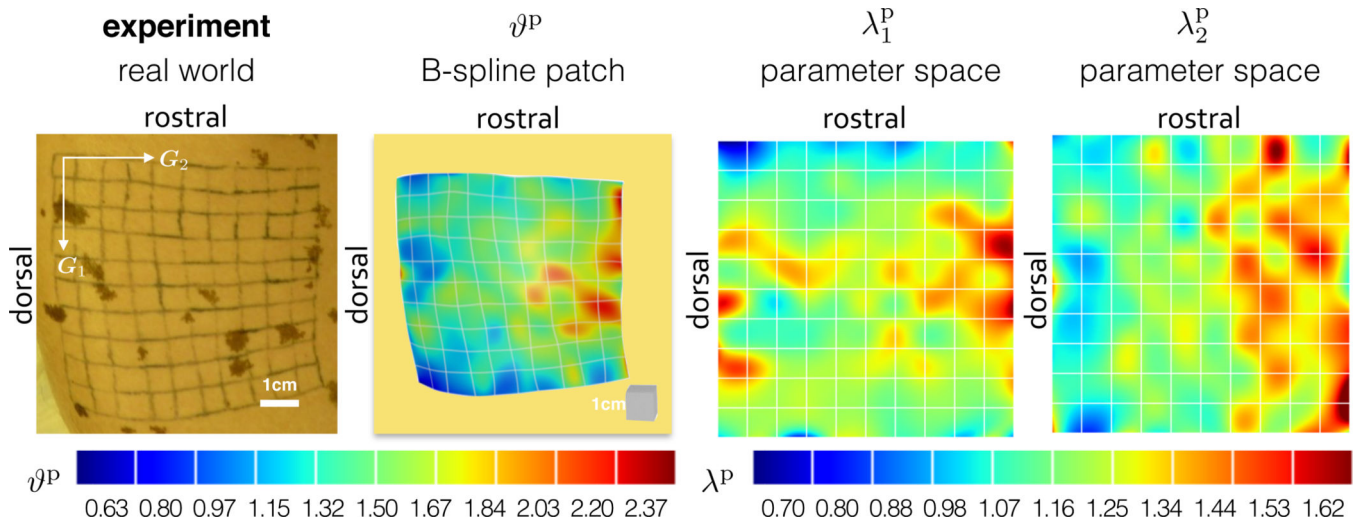 experiment
real world
rostral
G₂
G₁
dorsal
1cm
ϑᵖ
B-spline patch
rostral
dorsal
1cm
λ₁ᵖ
parameter space
rostral
dorsal
λ₂ᵖ
parameter space
rostral
dorsal
ϑᵖ
0.63 0.80 0.97 1.15 1.32 1.50 1.67 1.84 2.03 2.20 2.37
λᵖ
0.70 0.80 0.88 0.98 1.07 1.16 1.25 1.34 1.44 1.53 1.62